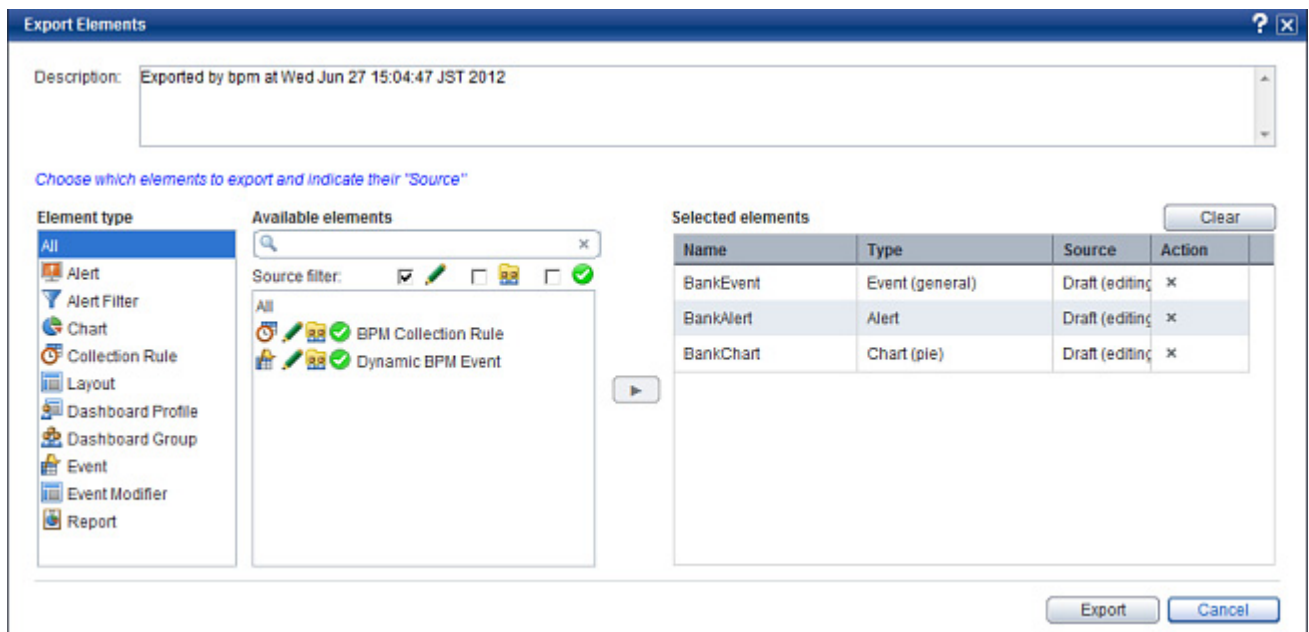 Export Elements
Description:
Exported by bpm at Wed Jun 27 15:04:47 JST 2012
Choose which elements to export and indicate their "Source"
Element type
All
Alert
Alert Filter
Chart
Collection Rule
Layout
Dashboard Profile
Dashboard Group
Event
Event Modifier
Report
Available elements
Source filter:
All
BPM Collection Rule
Dynamic BPM Event
Selected elements
Clear
Name Type Source Action
BankEvent Event (general) Draft (editing
BankAlert Alert Draft (editing
BankChart Chart (pie) Draft (editing
Export Cancel